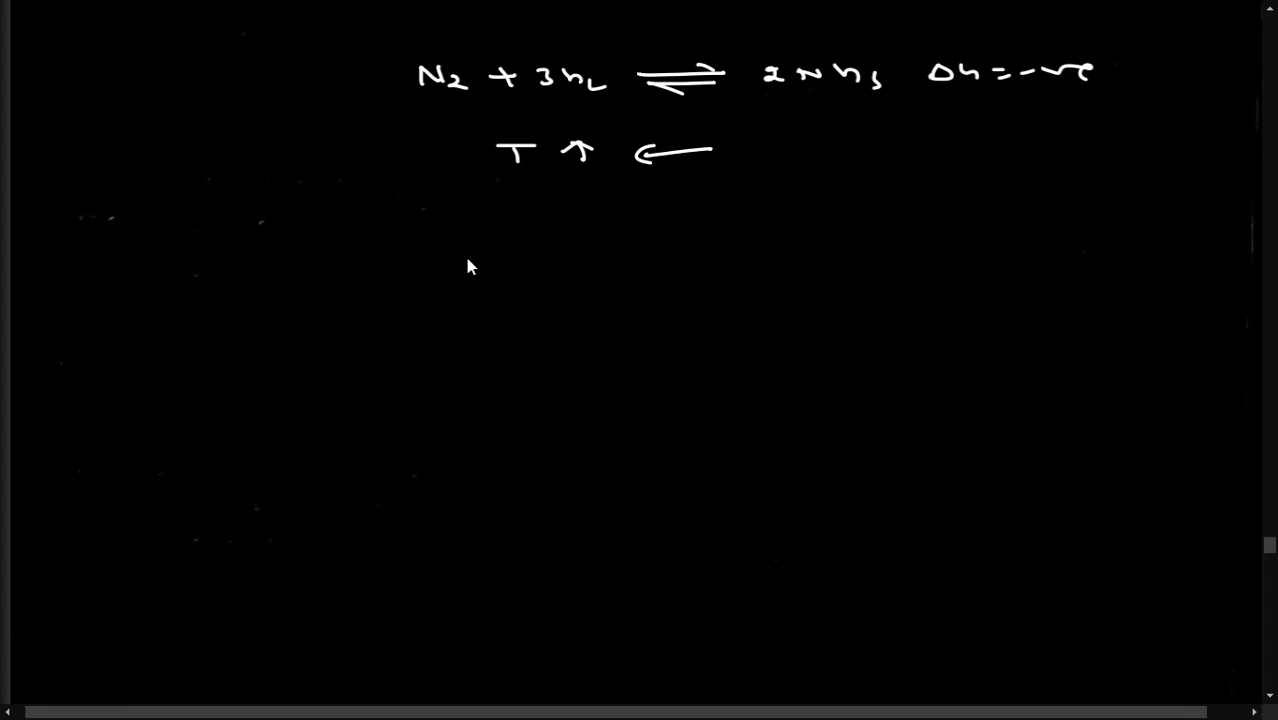 N₂ + 3H₂ ⇌ 2NH₃ ΔH = -ve
T ↑ ←